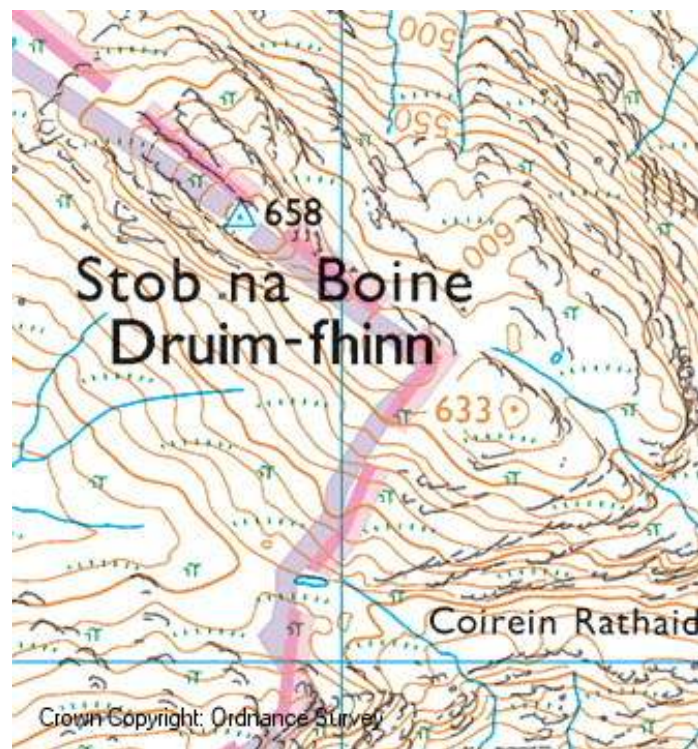 500
550
658
600
Stob na Boine
Druim-fhinn
633
Coirein Rathaid
Crown Copyright: Ordnance Survey